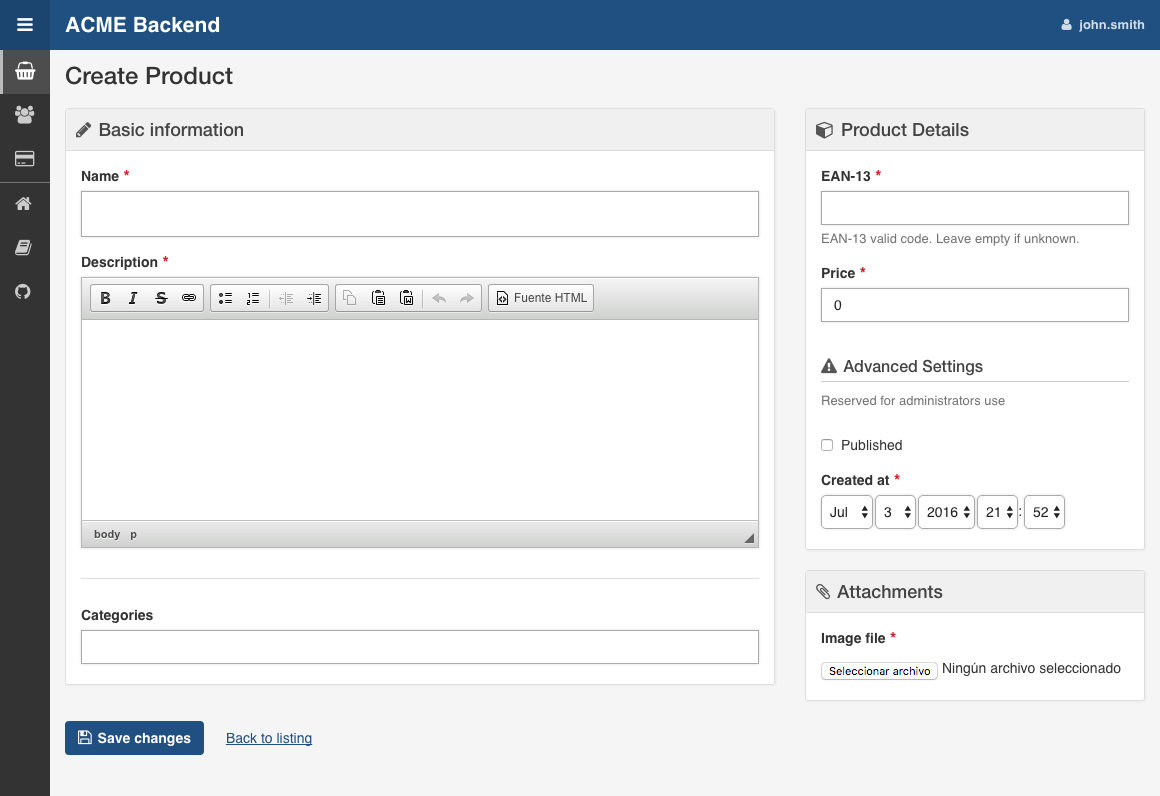 ACME Backend
john.smith
Create Product
Basic information
Name *
Description *
B I S Fuente HTML
body p
Categories
Save changes
Back to listing
Product Details
EAN-13 *
EAN-13 valid code. Leave empty if unknown.
Price *
0
Advanced Settings
Reserved for administrators use
Published
Created at *
Jul 3 2016 21 : 52
Attachments
Image file *
Seleccionar archivo Ningún archivo seleccionado